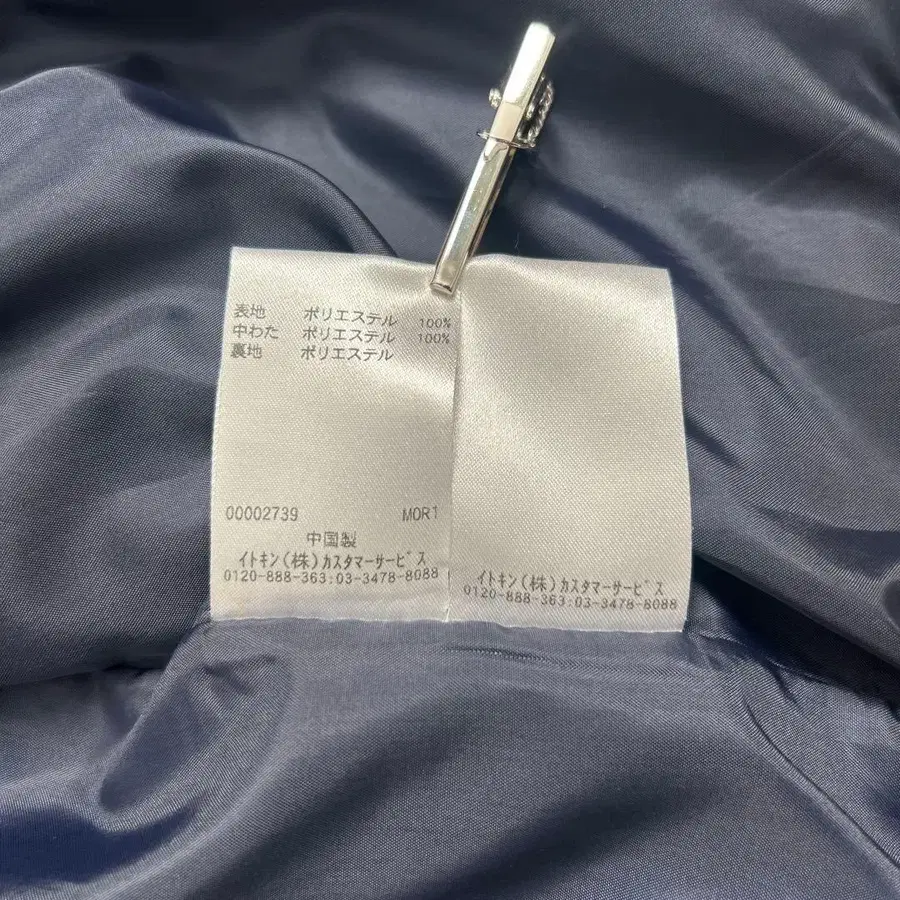 表地 ポリエステル 100%
中わた ポリエステル 100%
裏地 ポリエステル
00002739 MOR1
中国製
イトキン(株)カスタマーサービス
0120-888-363:03-3478-8088
イトキン(株)カスタマーサービス
0120-888-363:03-3478-8088